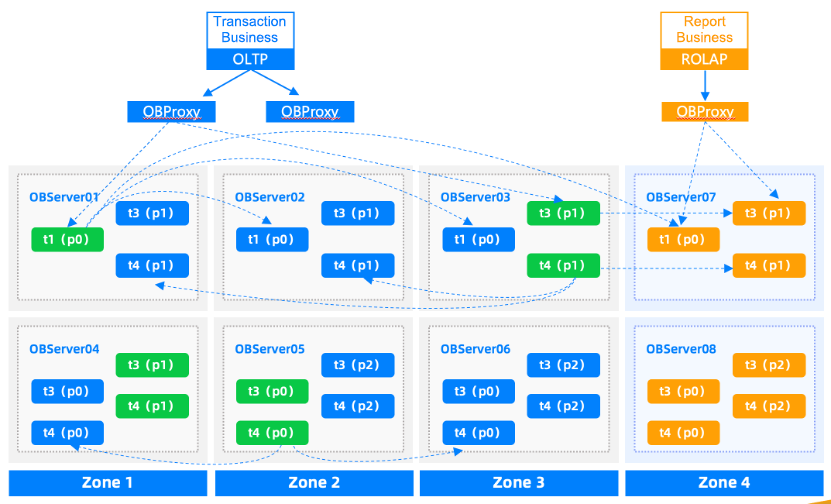 Transaction
Business
OLTP
Report
Business
ROLAP
OBProxy
OBProxy
OBProxy
OBServer01
t3 (p1)
t1 (p0)
t4 (p1)
OBServer02
t3 (p1)
t1 (p0)
t4 (p1)
OBServer03
t3 (p1)
t1 (p0)
t4 (p1)
OBServer07
t3 (p1)
t1 (p0)
t4 (p1)
OBServer04
t3 (p1)
t3 (p0)
t4 (p1)
t4 (p0)
OBServer05
t3 (p2)
t3 (p0)
t4 (p2)
t4 (p0)
OBServer06
t3 (p2)
t3 (p0)
t4 (p2)
t4 (p0)
OBServer08
t3 (p2)
t3 (p0)
t4 (p2)
t4 (p0)
Zone 1
Zone 2
Zone 3
Zone 4